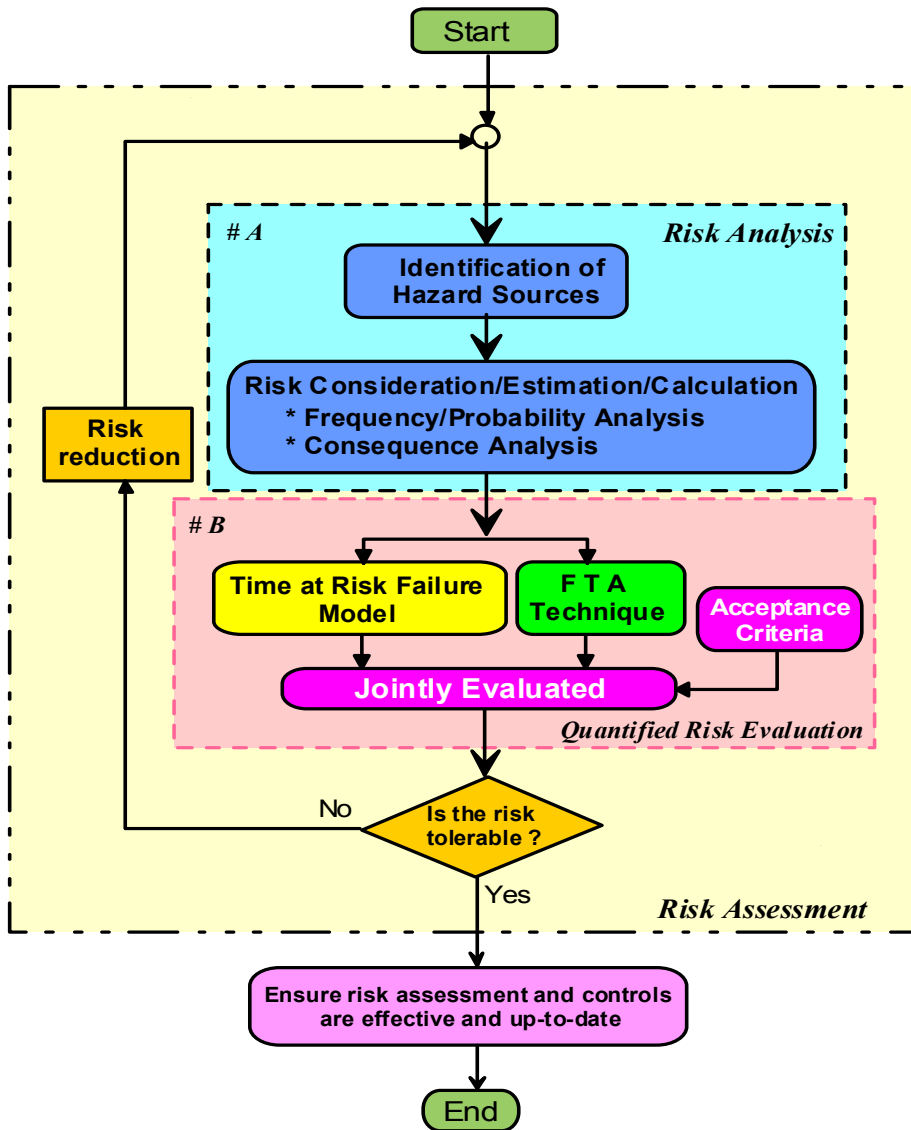 Start
# A
Risk Analysis
Identification of
Hazard Sources
Risk Consideration/Estimation/Calculation
* Frequency/Probability Analysis
* Consequence Analysis
Risk
reduction
# B
Time at Risk Failure
Model
F T A
Technique
Acceptance
Criteria
Jointly Evaluated
Quantified Risk Evaluation
Is the risk
tolerable ?
No
Yes
Risk Assessment
Ensure risk assessment and controls
are effective and up-to-date
End